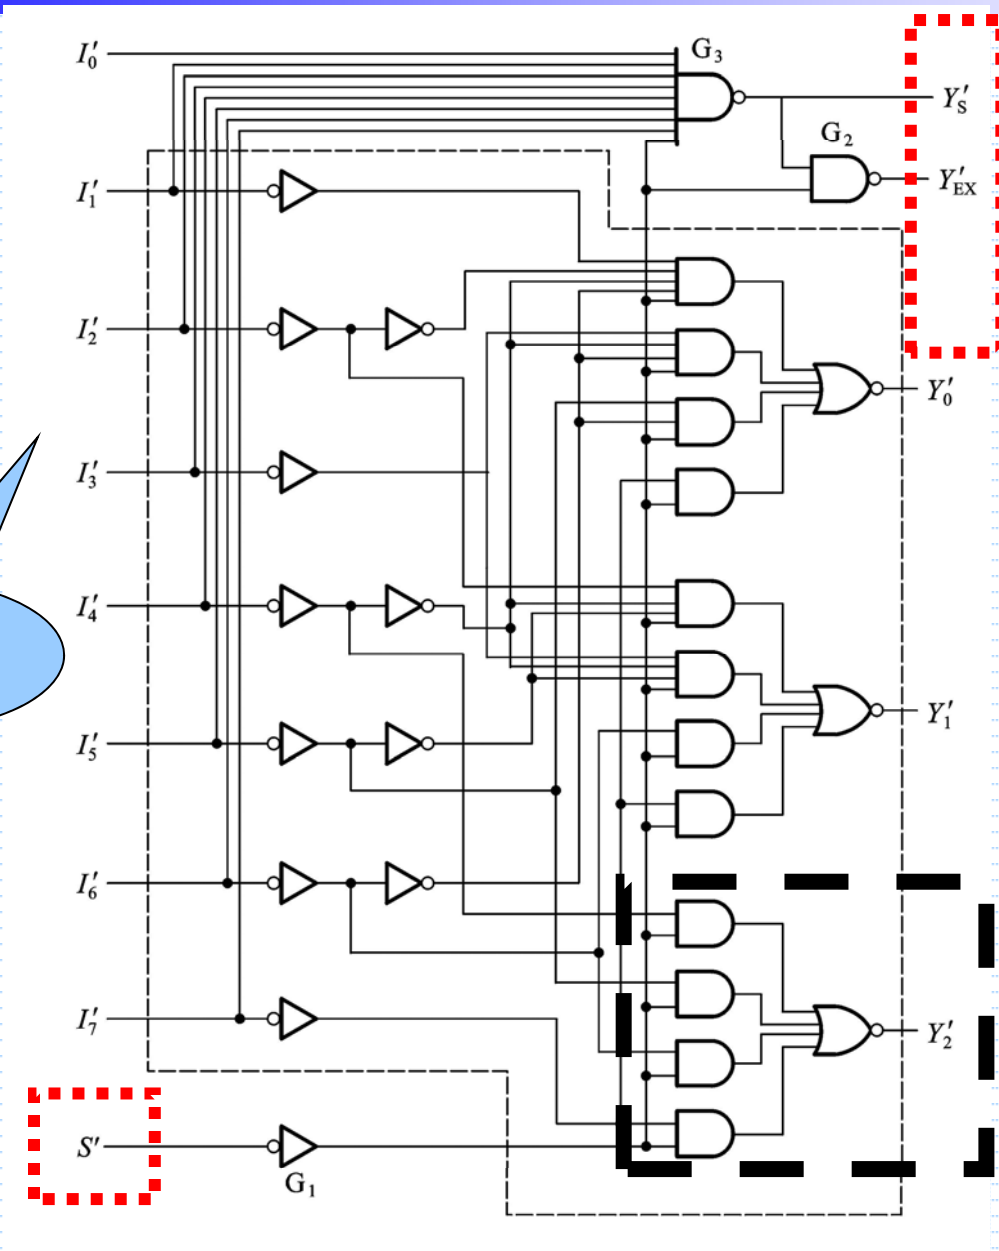 I′₀
G₃
Y′S
G₂
I′₁
Y′EX
I′₂
Y′₀
I′₃
I′₄
Y′₁
I′₅
I′₆
I′₇
Y′₂
S′
G₁